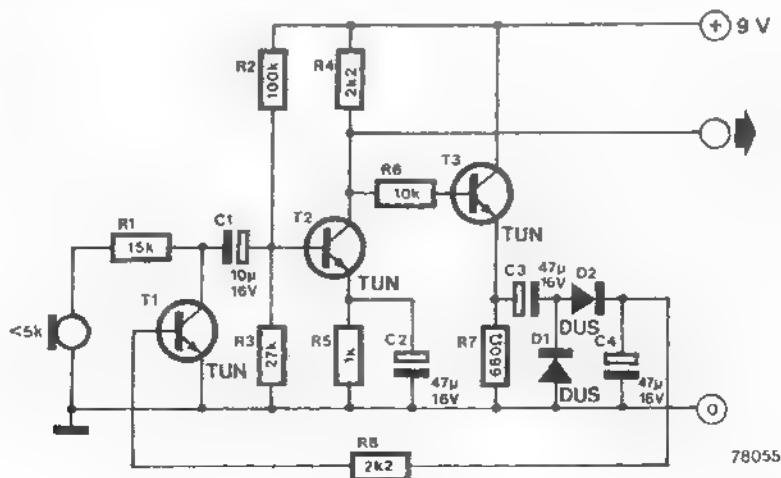 9 V
R2
100k
R4
2k2
T3
R6
10k
TUN
R1
15k
C1
10µ
16V
T2
TUN
C3
47µ
16V
D2
DUS
<5k
T1
TUN
R3
27k
R5
1k
C2
47µ
16V
R7
680Ω
D1
DUS
C4
47µ
16V
0
R8
2k2
78055